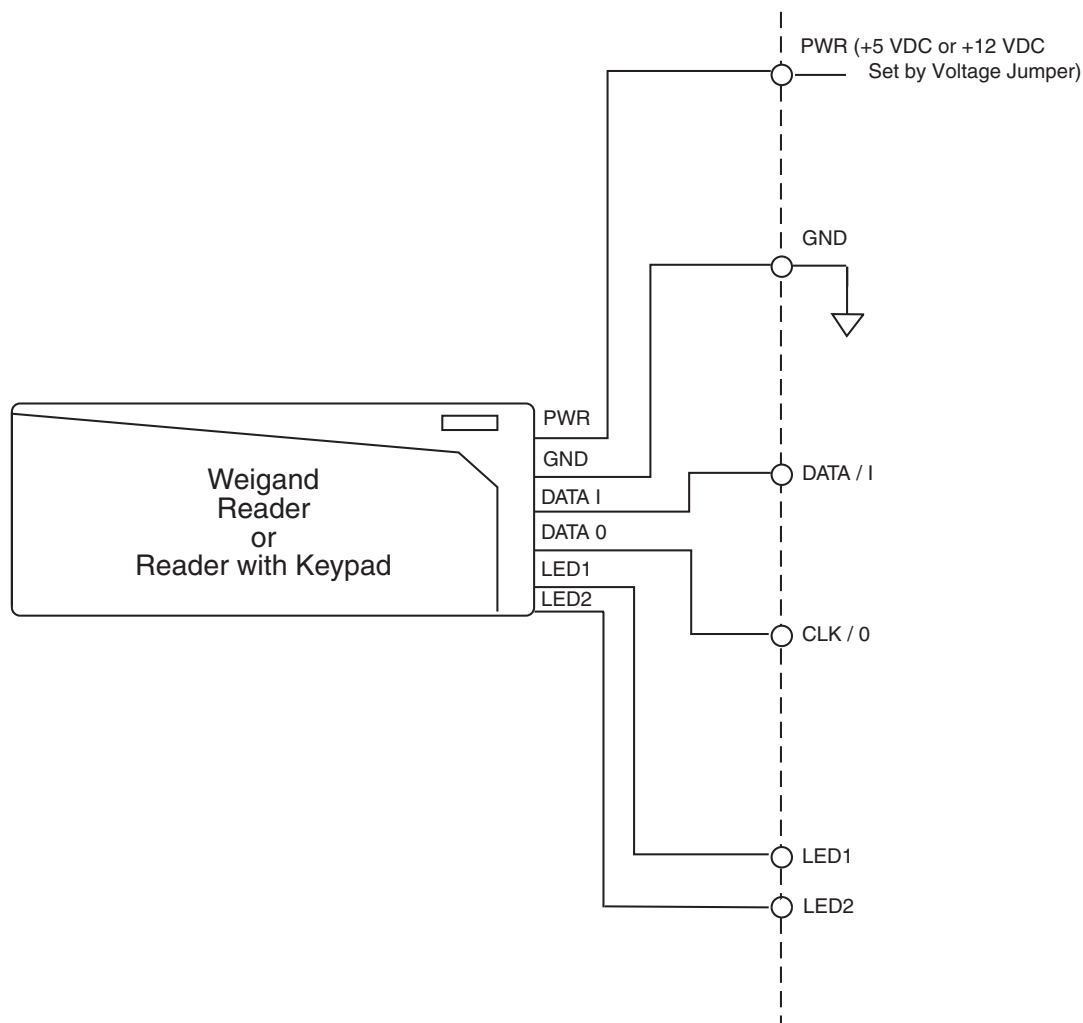 PWR (+5 VDC or +12 VDC
Set by Voltage Jumper)
GND
PWR
GND
DATA I
DATA 0
LED1
LED2
Weigand
Reader
or
Reader with Keypad
DATA / I
CLK / 0
LED1
LED2